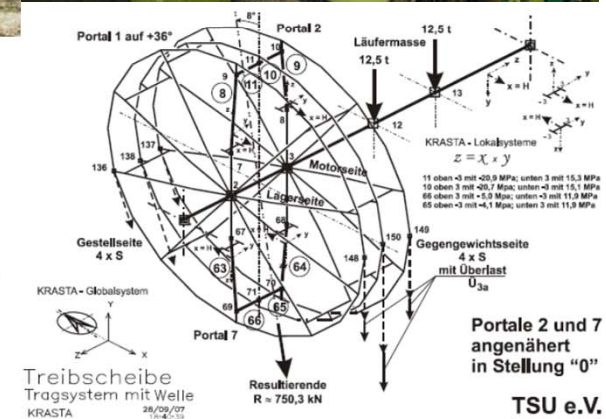 Portal 1 auf +36°
8°
Portal 2
Läufermasse
12,5 t
12,5 t
10
11
10
9
9
8
11
13
12
x = H
x = H
8
7
3
2
Motorseite
Lagerseite
KRASTA - Lokalsysteme
z = x x y
11 oben -3 mit -20,9 MPa; unten 3 mit 15,3 MPa
10 oben 3 mit -20,7 Mpa; unten -3 mit 15,1 MPa
66 oben 3 mit -5,0 Mpa; unten -3 mit 11,9 MPa
65 oben -3 mit -4,1 Mpa; unten 3 mit 11,9 MPa
136
138
137
67
68
63
64
69
71
70
66
65
148
150
149
Gestellseite
4 x S
Gegengewichtsseite
4 x S
mit Überlast
Ü3a
KRASTA - Globalsystem
Y
Z
X
Portal 7
Resultierende
R ≈ 750,3 kN
Portale 2 und 7
angenähert
in Stellung "0"
Treibscheibe
Tragsystem mit Welle
KRASTA
28/09/07
TSU e.V.